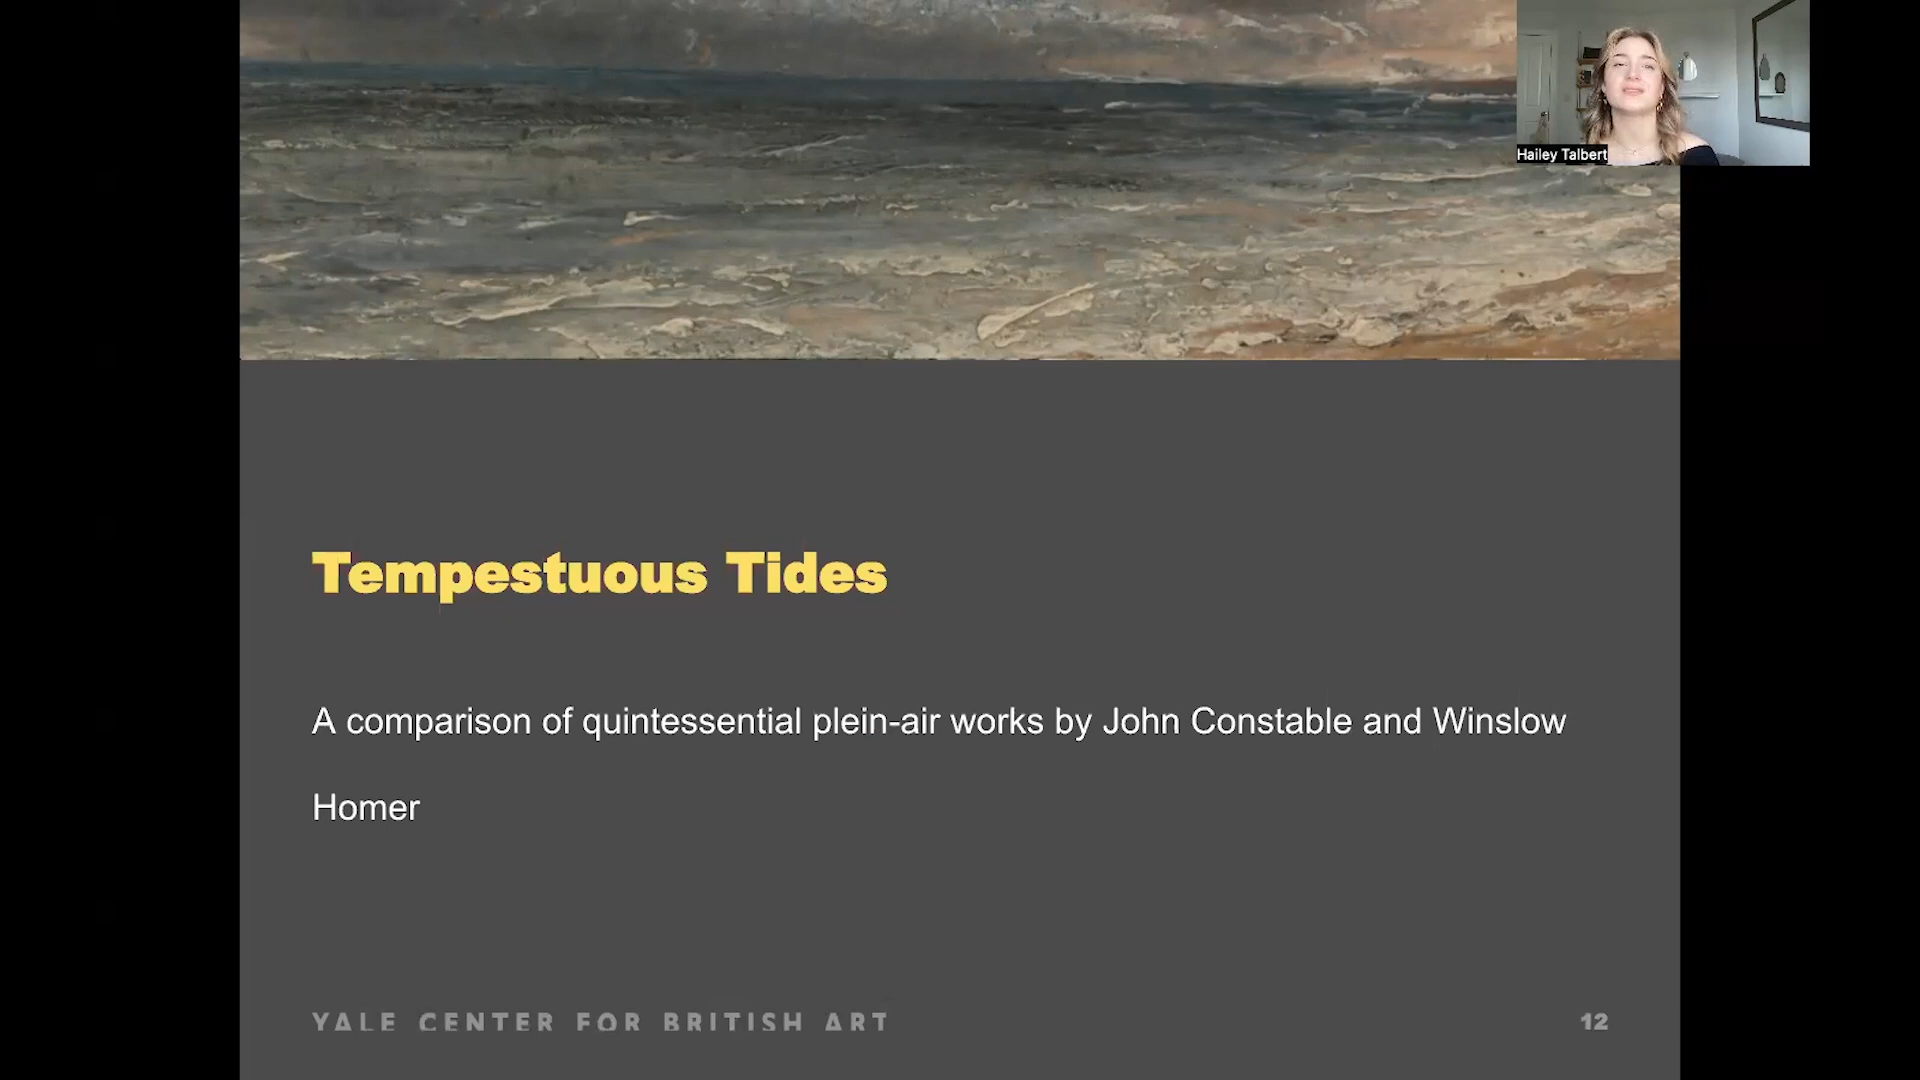 Hailey Talbert
Tempestuous Tides
A comparison of quintessential plein-air works by John Constable and Winslow
Homer
YALE CENTER FOR BRITISH ART
12